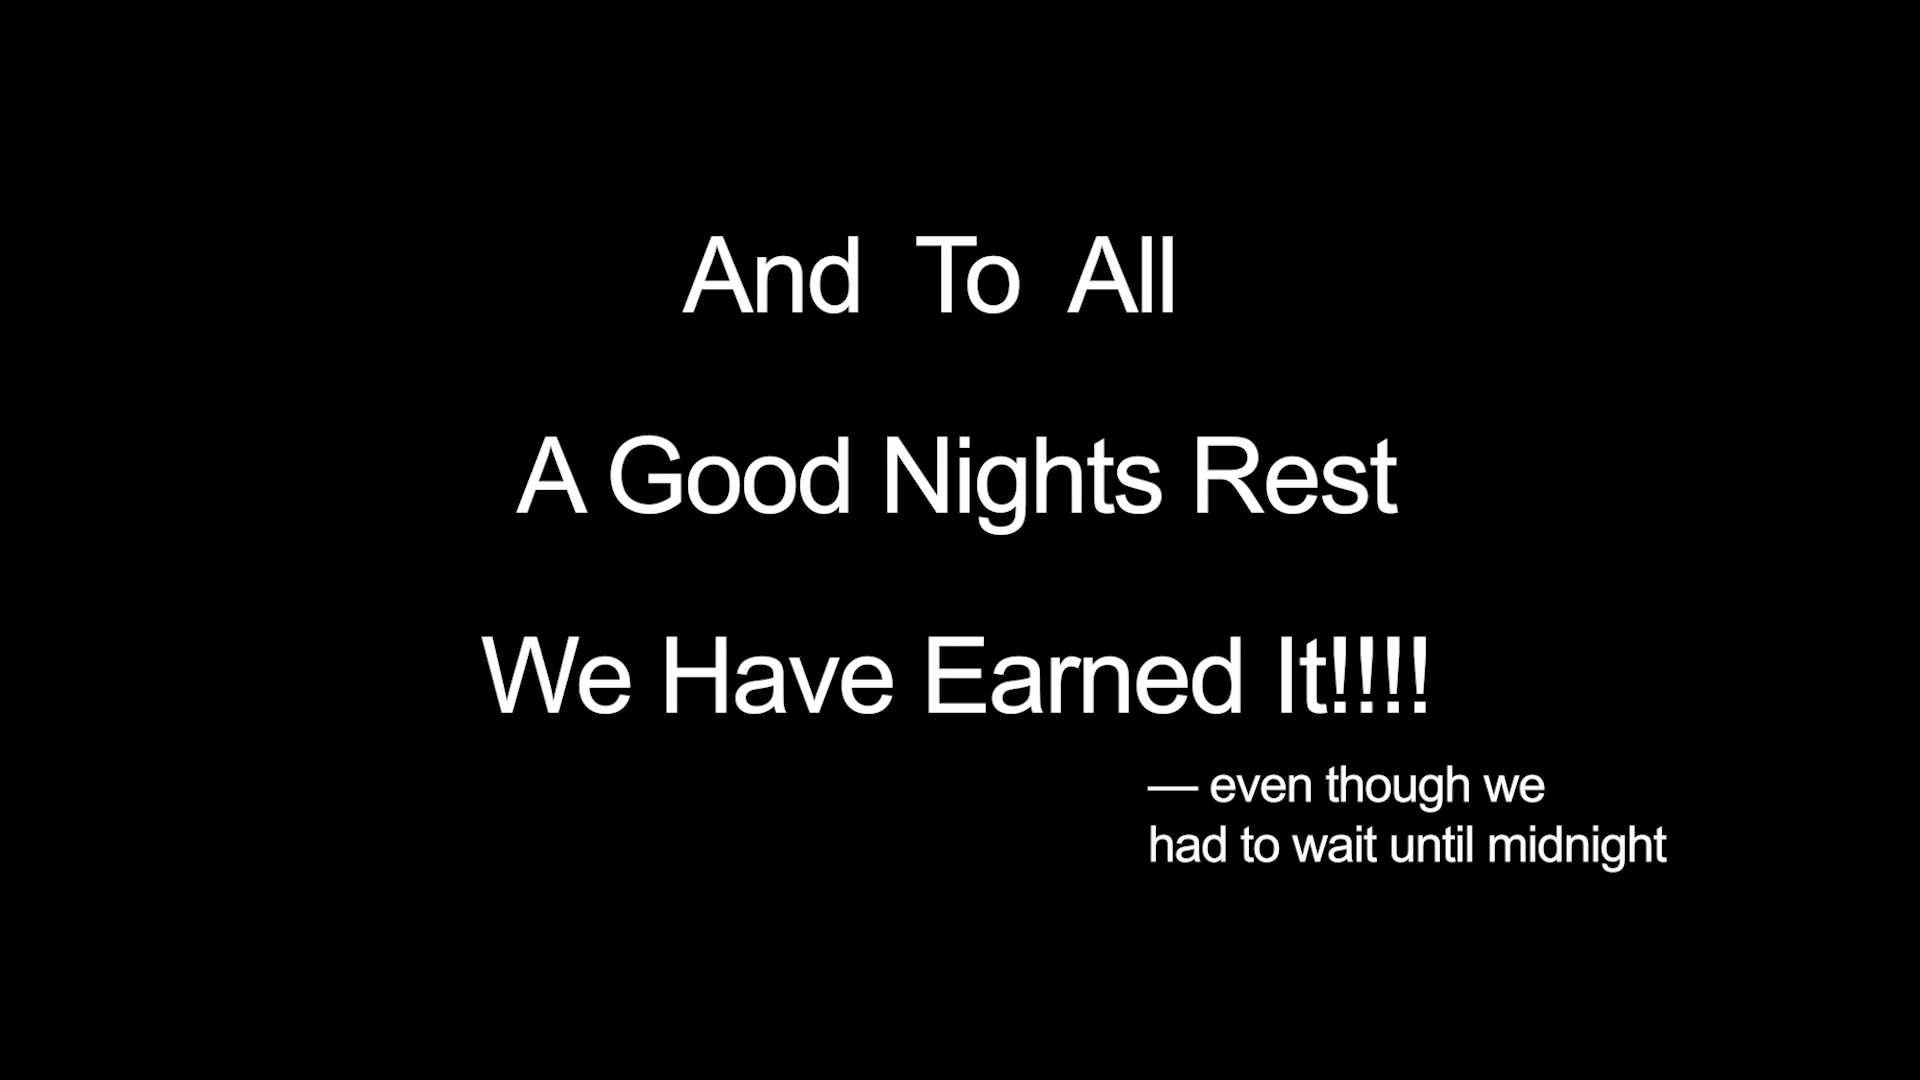 And To All
A Good Nights Rest
We Have Earned It!!!!
— even though we
had to wait until midnight